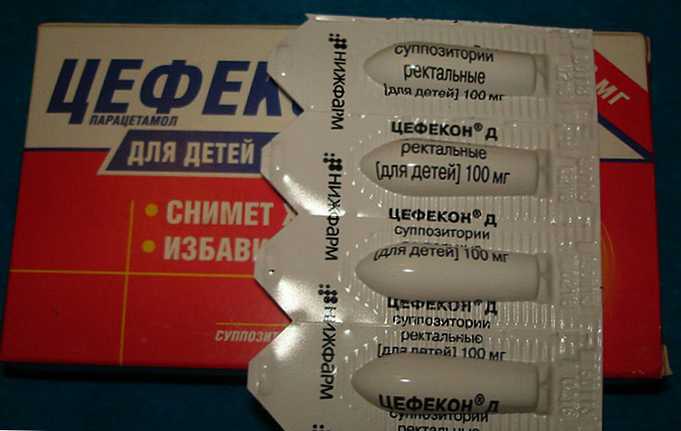 ЦЕФЕКО
ПАРАЦЕТАМОЛ
ДЛЯ ДЕТЕЙ
• СНИМЕТ
• ИЗБАВИ
СУППОЗИТ
МГ
НИЖФАРМ
суппозитории
ректальные
[для детей] 100 мг
ЦЕФЕКОН® Д
ректальные
[для детей] 100 мг
НИЖФАРМ
ЦЕФЕКОН® Д
суппозитории
[для детей] 100 мг
НИЖФАРМ
ЦЕФЕКОН® Д
суппозитории
ректальные
[для детей] 100 мг
НИЖФАРМ
ЦЕФЕКОН® Д
суппозитории
ректальные